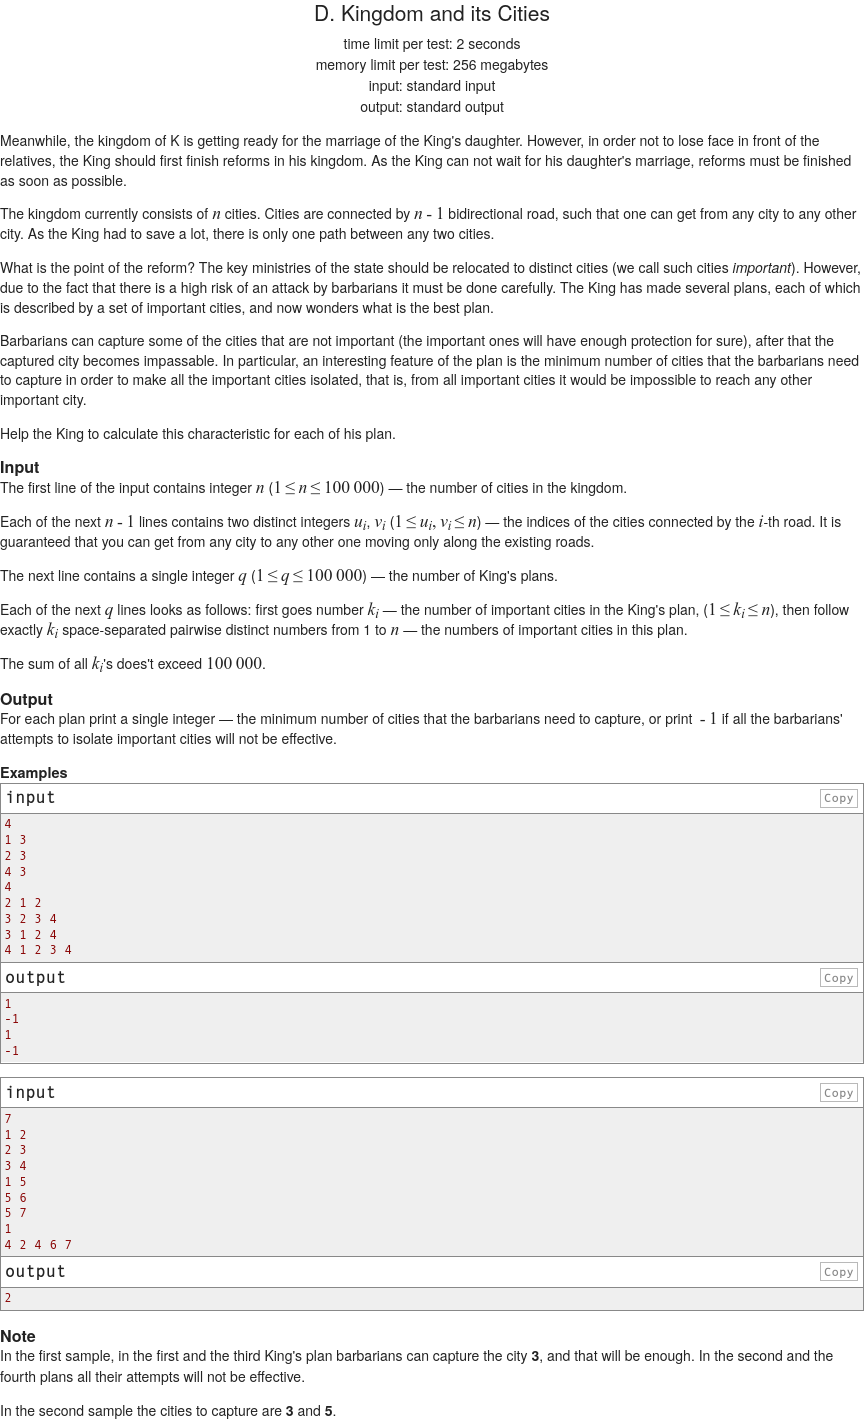 D. Kingdom and its Cities
time limit per test: 2 seconds
memory limit per test: 256 megabytes
input: standard input
output: standard output
Meanwhile, the kingdom of K is getting ready for the marriage of the King's daughter. However, in order not to lose face in front of the
relatives, the King should first finish reforms in his kingdom. As the King can not wait for his daughter's marriage, reforms must be finished
as soon as possible.
The kingdom currently consists of n cities. Cities are connected by n - 1 bidirectional road, such that one can get from any city to any other
city. As the King had to save a lot, there is only one path between any two cities.
What is the point of the reform? The key ministries of the state should be relocated to distinct cities (we call such cities important). However,
due to the fact that there is a high risk of an attack by barbarians it must be done carefully. The King has made several plans, each of which
is described by a set of important cities, and now wonders what is the best plan.
Barbarians can capture some of the cities that are not important (the important ones will have enough protection for sure), after that the
captured city becomes impassable. In particular, an interesting feature of the plan is the minimum number of cities that the barbarians need
to capture in order to make all the important cities isolated, that is, from all important cities it would be impossible to reach any other
important city.
Help the King to calculate this characteristic for each of his plan.
Input
The first line of the input contains integer n (1 ≤ n ≤ 100 000) — the number of cities in the kingdom.
Each of the next n - 1 lines contains two distinct integers ui, vi (1 ≤ ui, vi ≤ n) — the indices of the cities connected by the i-th road. It is
guaranteed that you can get from any city to any other one moving only along the existing roads.
The next line contains a single integer q (1 ≤ q ≤ 100 000) — the number of King's plans.
Each of the next q lines looks as follows: first goes number ki — the number of important cities in the King's plan, (1 ≤ ki ≤ n), then follow
exactly ki space-separated pairwise distinct numbers from 1 to n — the numbers of important cities in this plan.
The sum of all ki's does't exceed 100 000.
Output
For each plan print a single integer — the minimum number of cities that the barbarians need to capture, or print  - 1 if all the barbarians'
attempts to isolate important cities will not be effective.
Examples
input Copy
4
1 3
2 3
4 3
4
2 1 2
3 2 3 4
3 1 2 4
4 1 2 3 4
output Copy
1
-1
1
-1
input Copy
7
1 2
2 3
3 4
1 5
5 6
5 7
1
4 2 4 6 7
output Copy
2
Note
In the first sample, in the first and the third King's plan barbarians can capture the city 3, and that will be enough. In the second and the
fourth plans all their attempts will not be effective.
In the second sample the cities to capture are 3 and 5.